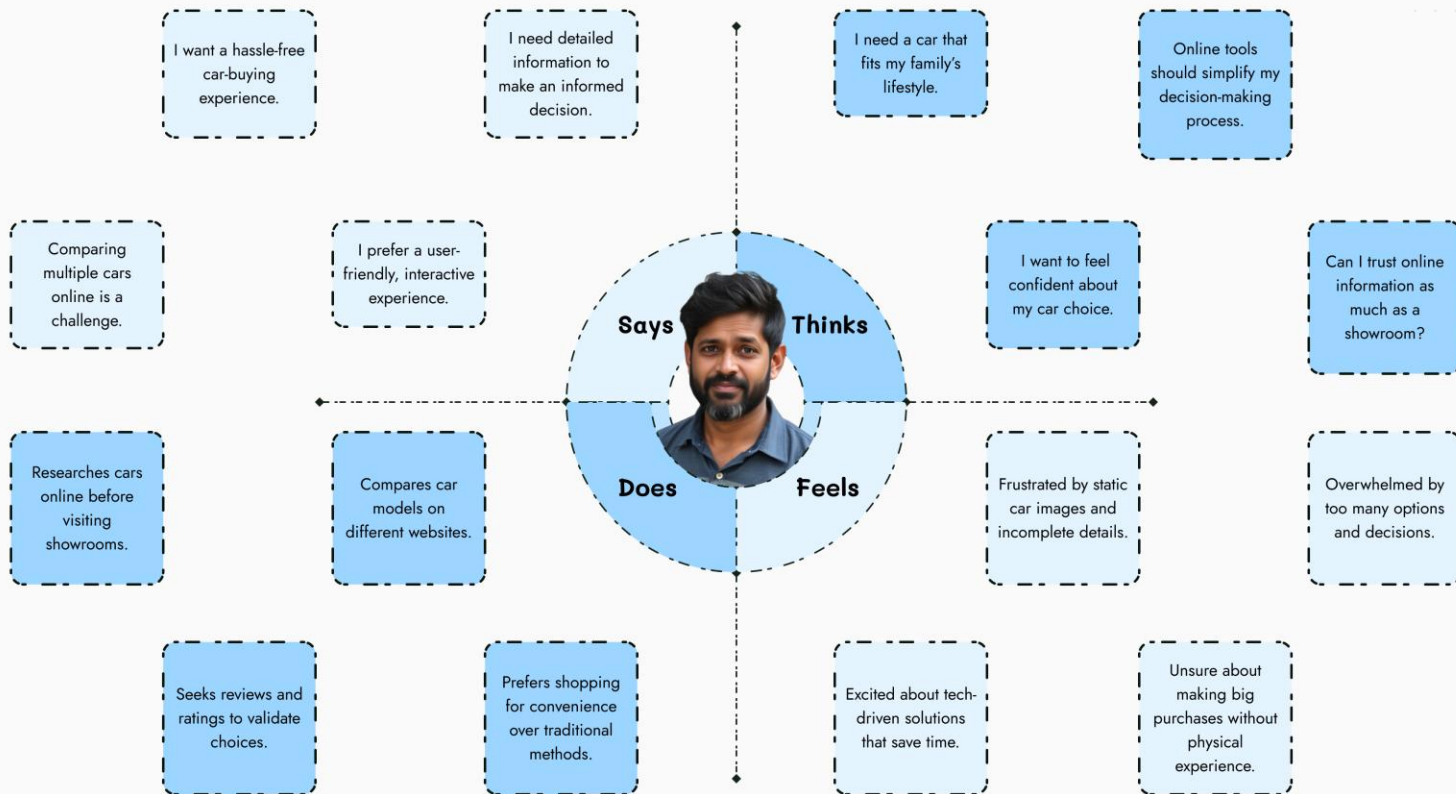 I want a hassle-free
car-buying
experience.
I need detailed
information to
make an informed
decision.
I need a car that
fits my family's
lifestyle.
Online tools
should simplify my
decision-making
process.
Comparing
multiple cars
online is a
challenge.
I prefer a user-
friendly, interactive
experience.
I want to feel
confident about
my car choice.
Can I trust online
information as
much as a
showroom?
Says
Thinks
Does
Feels
Researches cars
online before
visiting
showrooms.
Compares car
models on
different websites.
Frustrated by static
car images and
incomplete details.
Overwhelmed by
too many options
and decisions.
Seeks reviews and
ratings to validate
choices.
Prefers shopping
for convenience
over traditional
methods.
Excited about tech-
driven solutions
that save time.
Unsure about
making big
purchases without
physical
experience.